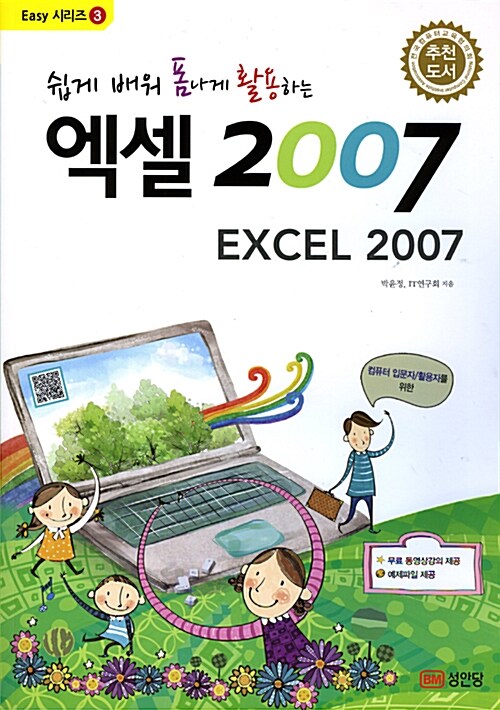 Easy 시리즈 3
추천
도서
쉽게 배워 폼나게 활용하는
엑셀 2007
EXCEL 2007
박윤정, IT연구회 지음
컴퓨터 입문자/활용자를
위한
무료 동영상강의 제공
예제파일 제공
BM 성안당